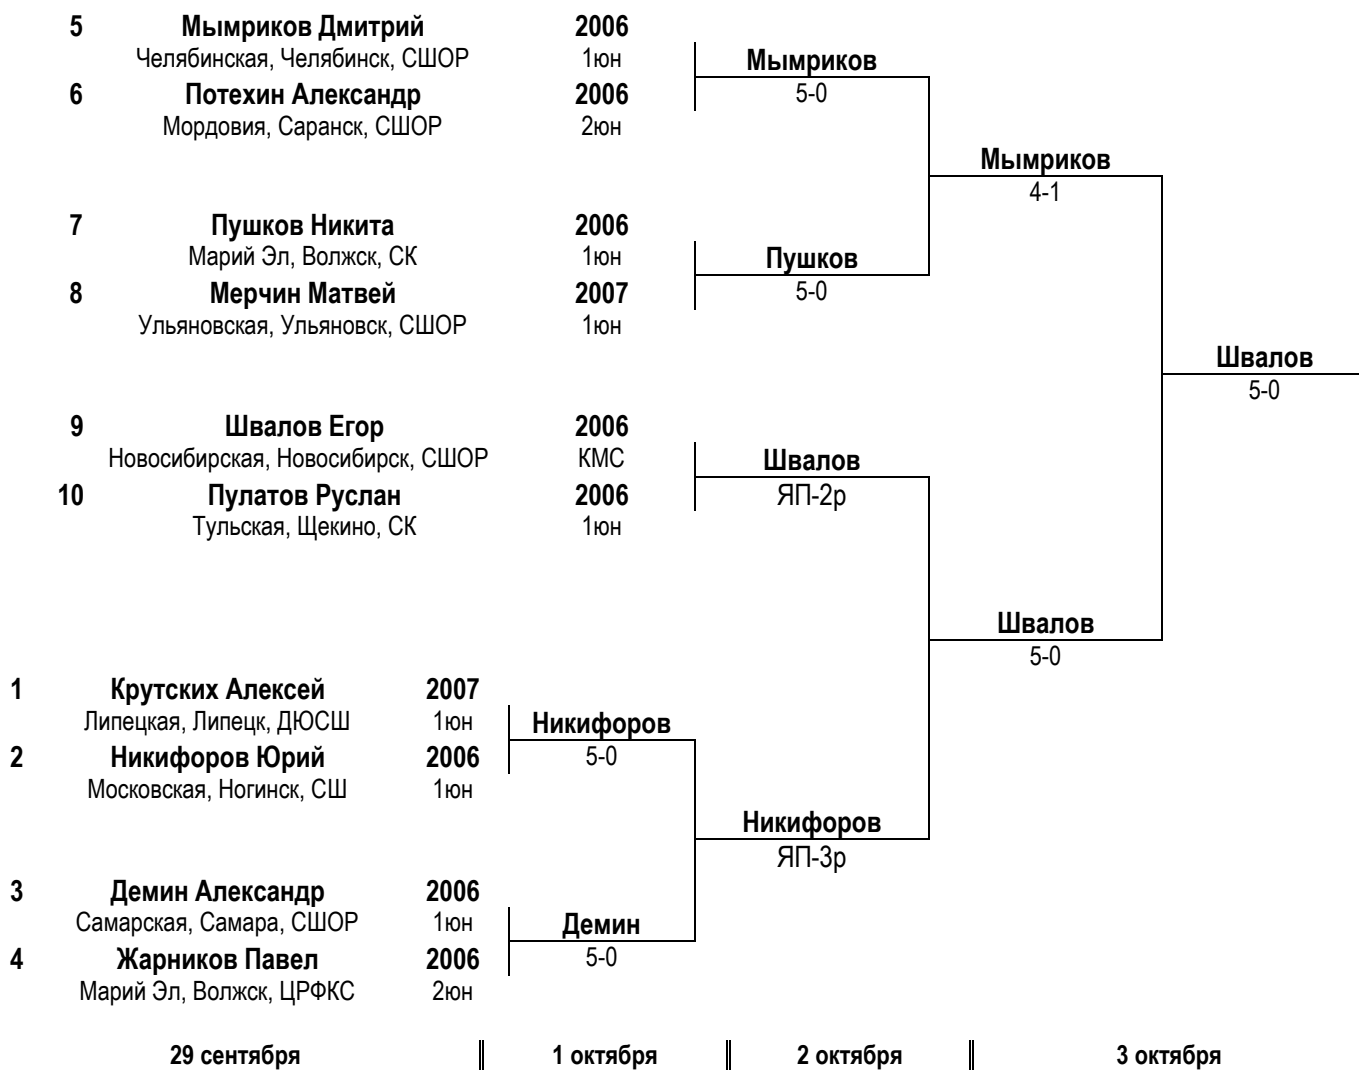 5 Мымриков Дмитрий 2006
Челябинская, Челябинск, СШОР 1юн
Мымриков
5-0
6 Потехин Александр 2006
Мордовия, Саранск, СШОР 2юн
Мымриков
4-1
7 Пушков Никита 2006
Марий Эл, Волжск, СК 1юн
Пушков
5-0
8 Мерчин Матвей 2007
Ульяновская, Ульяновск, СШОР 1юн
Швалов
5-0
9 Швалов Егор 2006
Новосибирская, Новосибирск, СШОР КМС
Швалов
ЯП-2р
10 Пулатов Руслан 2006
Тульская, Щекино, СК 1юн
Швалов
5-0
1 Крутских Алексей 2007
Липецкая, Липецк, ДЮСШ 1юн
Никифоров
5-0
2 Никифоров Юрий 2006
Московская, Ногинск, СШ 1юн
Никифоров
ЯП-3р
3 Демин Александр 2006
Самарская, Самара, СШОР 1юн
Демин
5-0
4 Жарников Павел 2006
Марий Эл, Волжск, ЦРФКС 2юн
29 сентября 1 октября 2 октября 3 октября